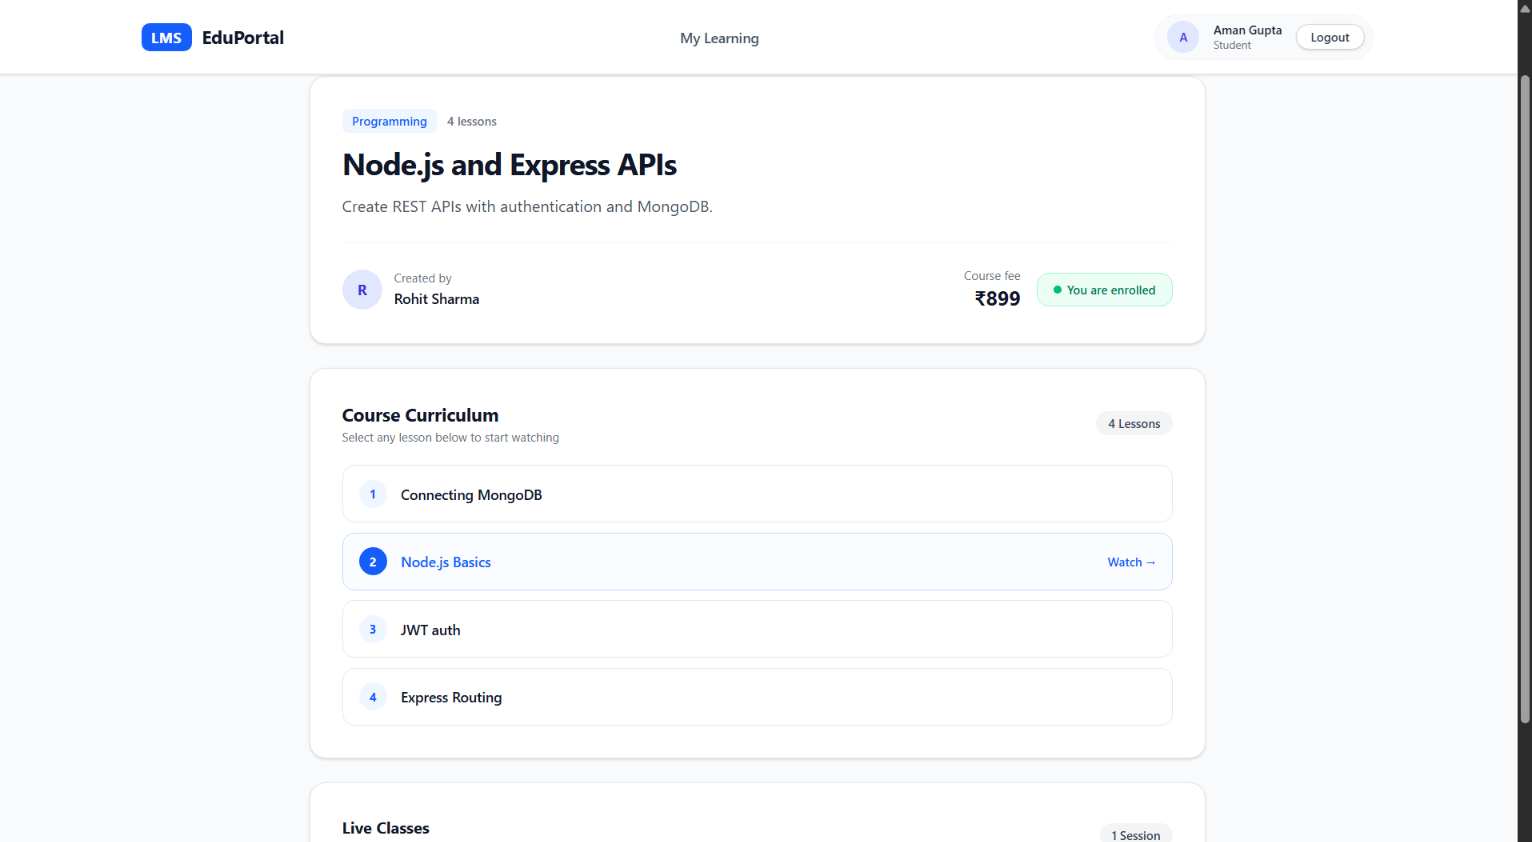 LMS EduPortal
My Learning
A
Aman Gupta
Student
Logout
Programming 4 lessons
Node.js and Express APIs
Create REST APIs with authentication and MongoDB.
R
Created by
Rohit Sharma
Course fee
₹899
You are enrolled
Course Curriculum
Select any lesson below to start watching
4 Lessons
1 Connecting MongoDB
2 Node.js Basics Watch →
3 JWT auth
4 Express Routing
Live Classes
1 Session